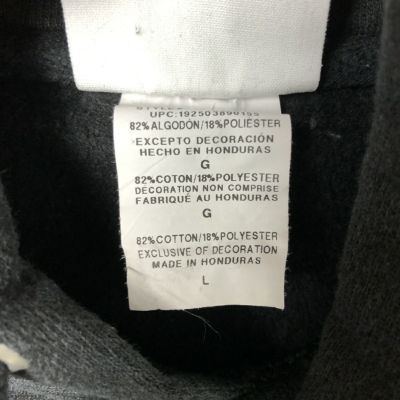 UPC:192503890155
82%ALGODÓN/18%POLIÉSTER
EXCEPTO DECORACIÓN
HECHO EN HONDURAS
G
82%COTON/18%POLYESTER
DECORATION NON COMPRISE
FABRIQUÉ AU HONDURAS
G
82%COTTON/18%POLYESTER
EXCLUSIVE OF DECORATION
MADE IN HONDURAS
L